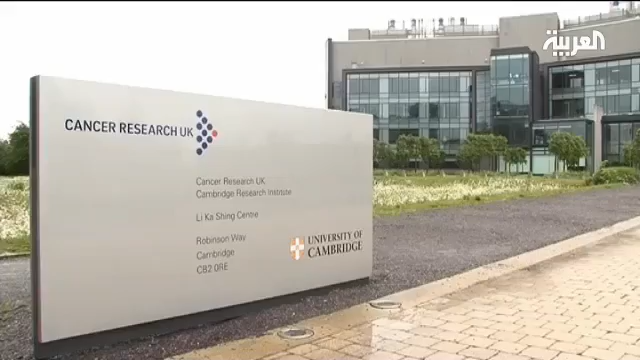 العربية
CANCER RESEARCH UK
Cancer Research UK
Cambridge Research Institute
Li Ka Shing Centre
Robinson Way
Cambridge
CB2 0RE
UNIVERSITY OF
CAMBRIDGE